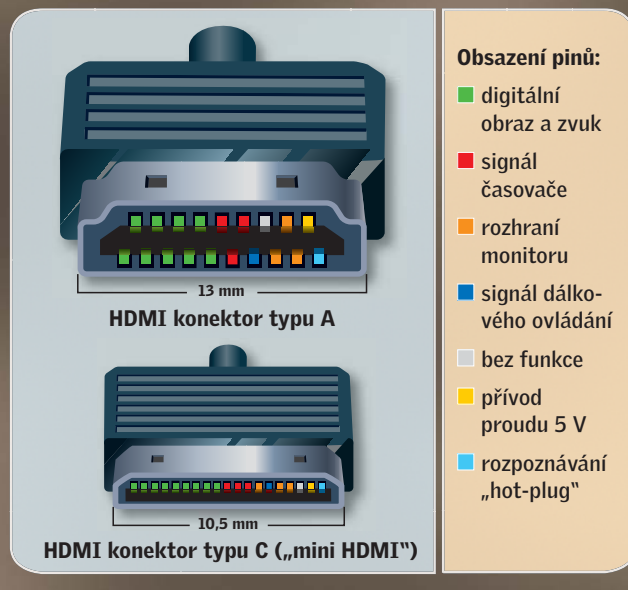 13 mm
HDMI konektor typu A
10,5 mm
HDMI konektor typu C („mini HDMI“)
Obsazení pinů:
digitální
obraz a zvuk
signál
časovače
rozhraní
monitoru
signál dálko-
vého ovládání
bez funkce
přívod
proudu 5 V
rozpoznávání
„hot-plug“